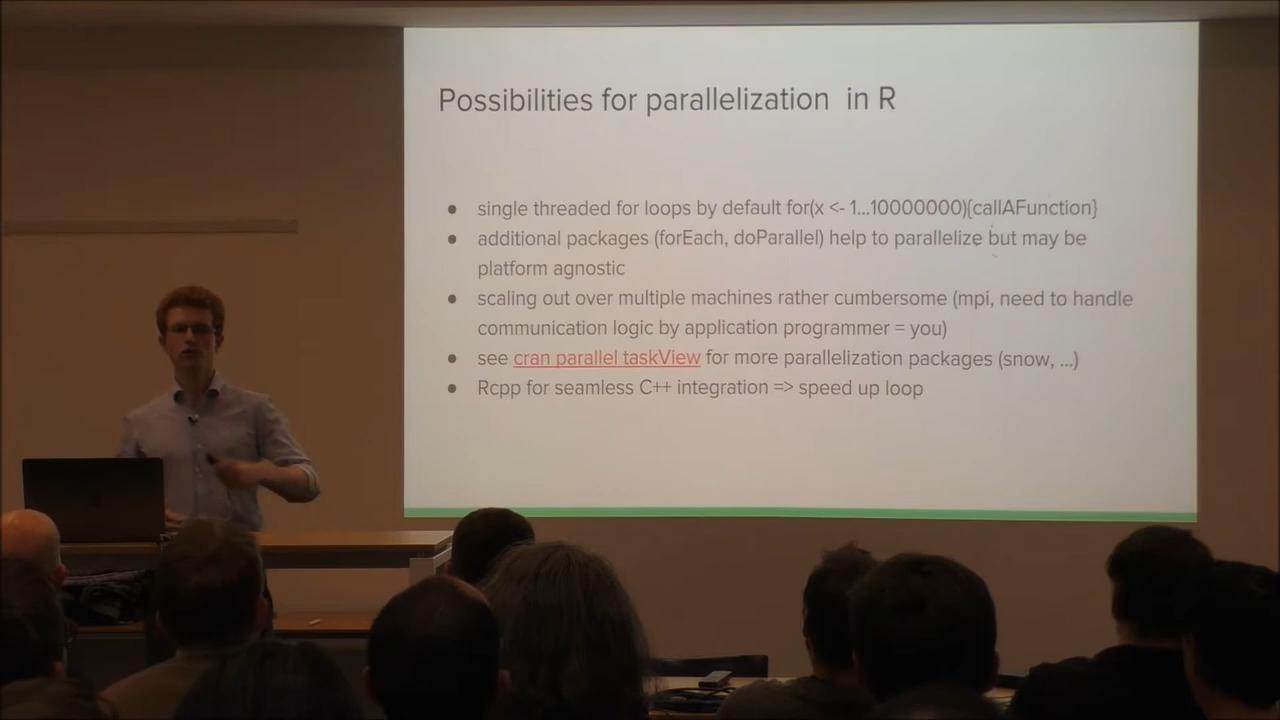 Possibilities for parallelization in R
● single threaded for loops by default for(x <- 1...10000000){callAFunction}
● additional packages (forEach, doParallel) help to parallelize but may be
platform agnostic
● scaling out over multiple machines rather cumbersome (mpi, need to handle
communication logic by application programmer = you)
● see cran parallel taskView for more parallelization packages (snow, ...)
● Rcpp for seamless C++ integration => speed up loop